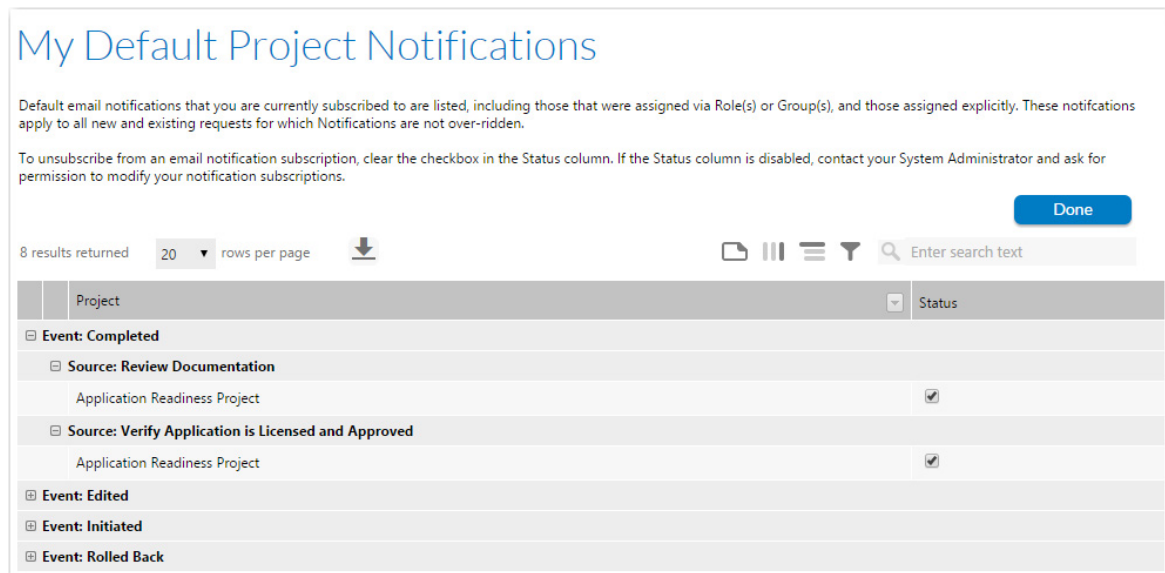 My Default Project Notifications
Default email notifications that you are currently subscribed to are listed, including those that were assigned via Role(s) or Group(s), and those assigned explicitly. These notifcations
apply to all new and existing requests for which Notifications are not over-ridden.
To unsubscribe from an email notification subscription, clear the checkbox in the Status column. If the Status column is disabled, contact your System Administrator and ask for
permission to modify your notification subscriptions.
Done
8 results returned 20 rows per page Enter search text
Project Status
Event: Completed
Source: Review Documentation
Application Readiness Project
Source: Verify Application is Licensed and Approved
Application Readiness Project
Event: Edited
Event: Initiated
Event: Rolled Back